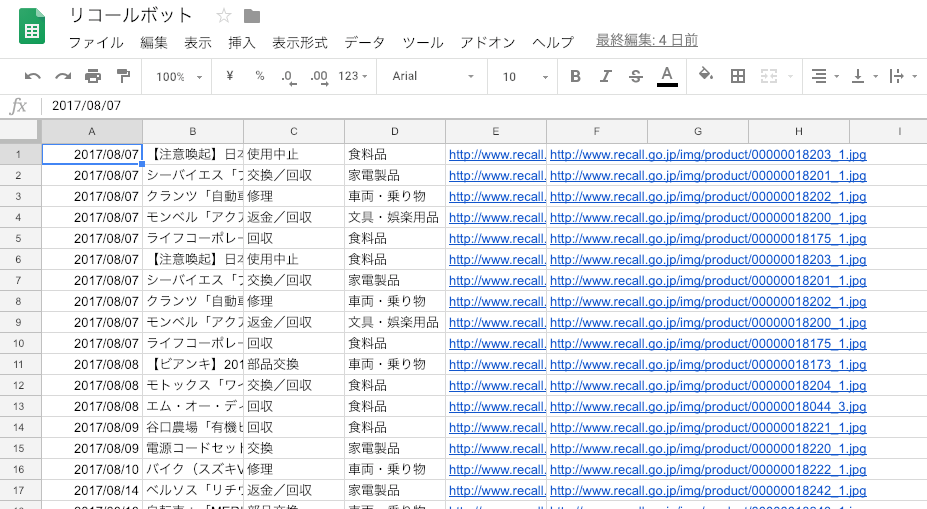 リコールボット
ファイル 編集 表示 挿入 表示形式 データ ツール アドオン ヘルプ 最終編集: 4 日前
100% ¥ % .0 .00 123 Arial 10 B I S A
fx 2017/08/07
A B C D E F G H I
1 2017/08/07 【注意喚起】日本 使用中止 食料品 http://www.recall. http://www.recall.go.jp/img/product/00000018203_1.jpg
2 2017/08/07 シーバイエス「フ 交換／回収 家電製品 http://www.recall. http://www.recall.go.jp/img/product/00000018201_1.jpg
3 2017/08/07 クランツ「自動車 修理 車両・乗り物 http://www.recall. http://www.recall.go.jp/img/product/00000018202_1.jpg
4 2017/08/07 モンベル「アクア 返金／回収 文具・娯楽用品 http://www.recall. http://www.recall.go.jp/img/product/00000018200_1.jpg
5 2017/08/07 ライフコーポレー 回収 食料品 http://www.recall. http://www.recall.go.jp/img/product/00000018175_1.jpg
6 2017/08/07 【注意喚起】日本 使用中止 食料品 http://www.recall. http://www.recall.go.jp/img/product/00000018203_1.jpg
7 2017/08/07 シーバイエス「フ 交換／回収 家電製品 http://www.recall. http://www.recall.go.jp/img/product/00000018201_1.jpg
8 2017/08/07 クランツ「自動車 修理 車両・乗り物 http://www.recall. http://www.recall.go.jp/img/product/00000018202_1.jpg
9 2017/08/07 モンベル「アクア 返金／回収 文具・娯楽用品 http://www.recall. http://www.recall.go.jp/img/product/00000018200_1.jpg
10 2017/08/07 ライフコーポレー 回収 食料品 http://www.recall. http://www.recall.go.jp/img/product/00000018175_1.jpg
11 2017/08/08 【ビアンキ】201 部品交換 車両・乗り物 http://www.recall. http://www.recall.go.jp/img/product/00000018173_1.jpg
12 2017/08/08 モトックス「ワイ 交換／回収 食料品 http://www.recall. http://www.recall.go.jp/img/product/00000018204_1.jpg
13 2017/08/08 エム・オー・ディ 回収 食料品 http://www.recall. http://www.recall.go.jp/img/product/00000018044_3.jpg
14 2017/08/09 谷口農場「有機ピ 回収 食料品 http://www.recall. http://www.recall.go.jp/img/product/00000018221_1.jpg
15 2017/08/09 電源コードセット 交換 家電製品 http://www.recall. http://www.recall.go.jp/img/product/00000018220_1.jpg
16 2017/08/10 バイク（スズキV 修理 車両・乗り物 http://www.recall. http://www.recall.go.jp/img/product/00000018222_1.jpg
17 2017/08/14 ベルソス「リチウ 返金／回収 家電製品 http://www.recall. http://www.recall.go.jp/img/product/00000018242_1.jpg